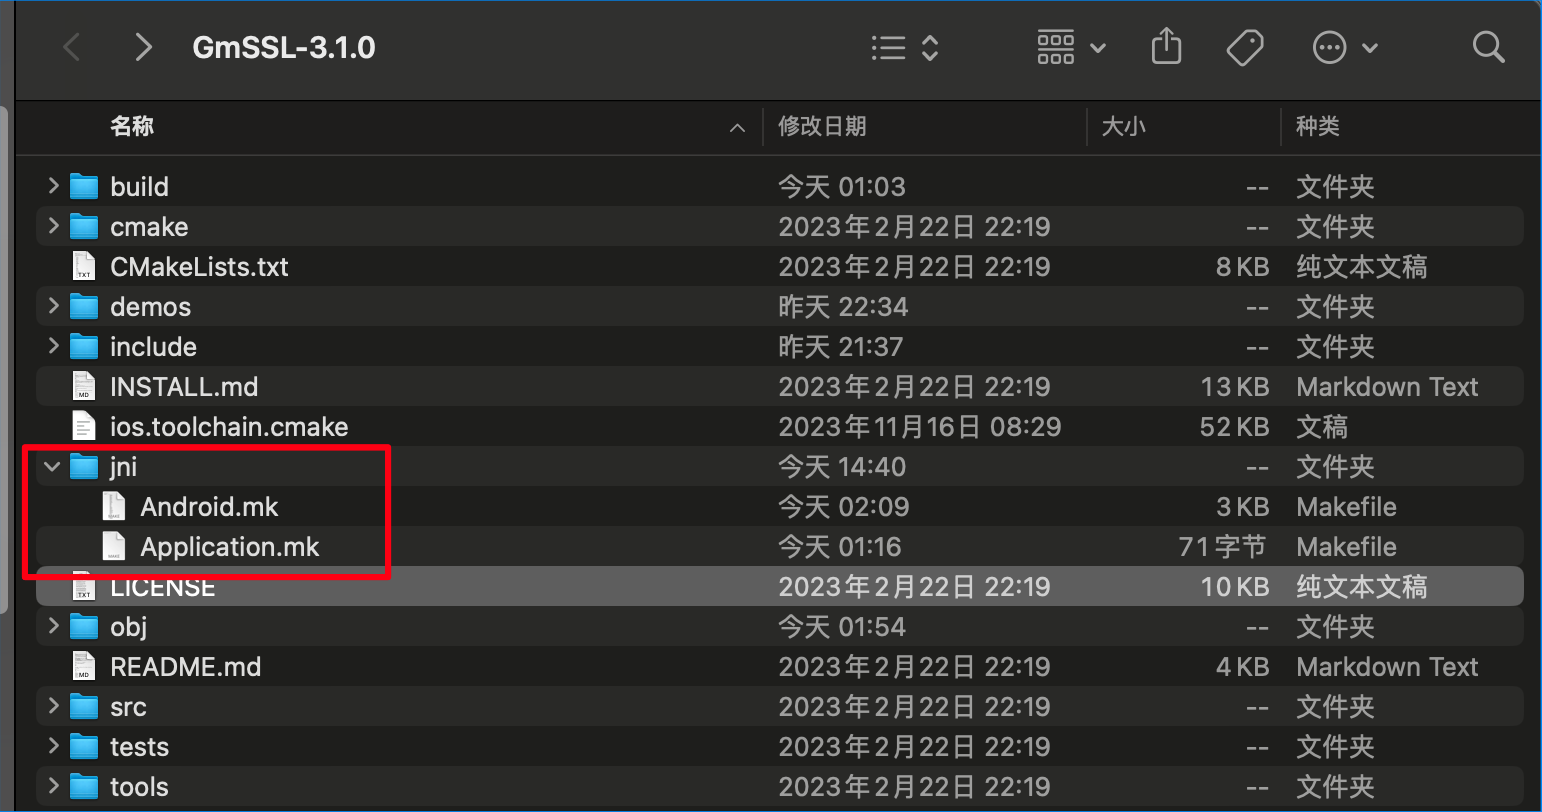 GmSSL-3.1.0
名称 修改日期 大小 种类
build 今天 01:03 -- 文件夹
cmake 2023年2月22日 22:19 -- 文件夹
CMakeLists.txt 2023年2月22日 22:19 8 KB 纯文本文稿
demos 昨天 22:34 -- 文件夹
include 昨天 21:37 -- 文件夹
INSTALL.md 2023年2月22日 22:19 13 KB Markdown Text
ios.toolchain.cmake 2023年11月16日 08:29 52 KB 文稿
jni 今天 14:40 -- 文件夹
Android.mk 今天 02:09 3 KB Makefile
Application.mk 今天 01:16 71 字节 Makefile
LICENSE 2023年2月22日 22:19 10 KB 纯文本文稿
obj 今天 01:54 -- 文件夹
README.md 2023年2月22日 22:19 4 KB Markdown Text
src 2023年2月22日 22:19 -- 文件夹
tests 2023年2月22日 22:19 -- 文件夹
tools 2023年2月22日 22:19 -- 文件夹